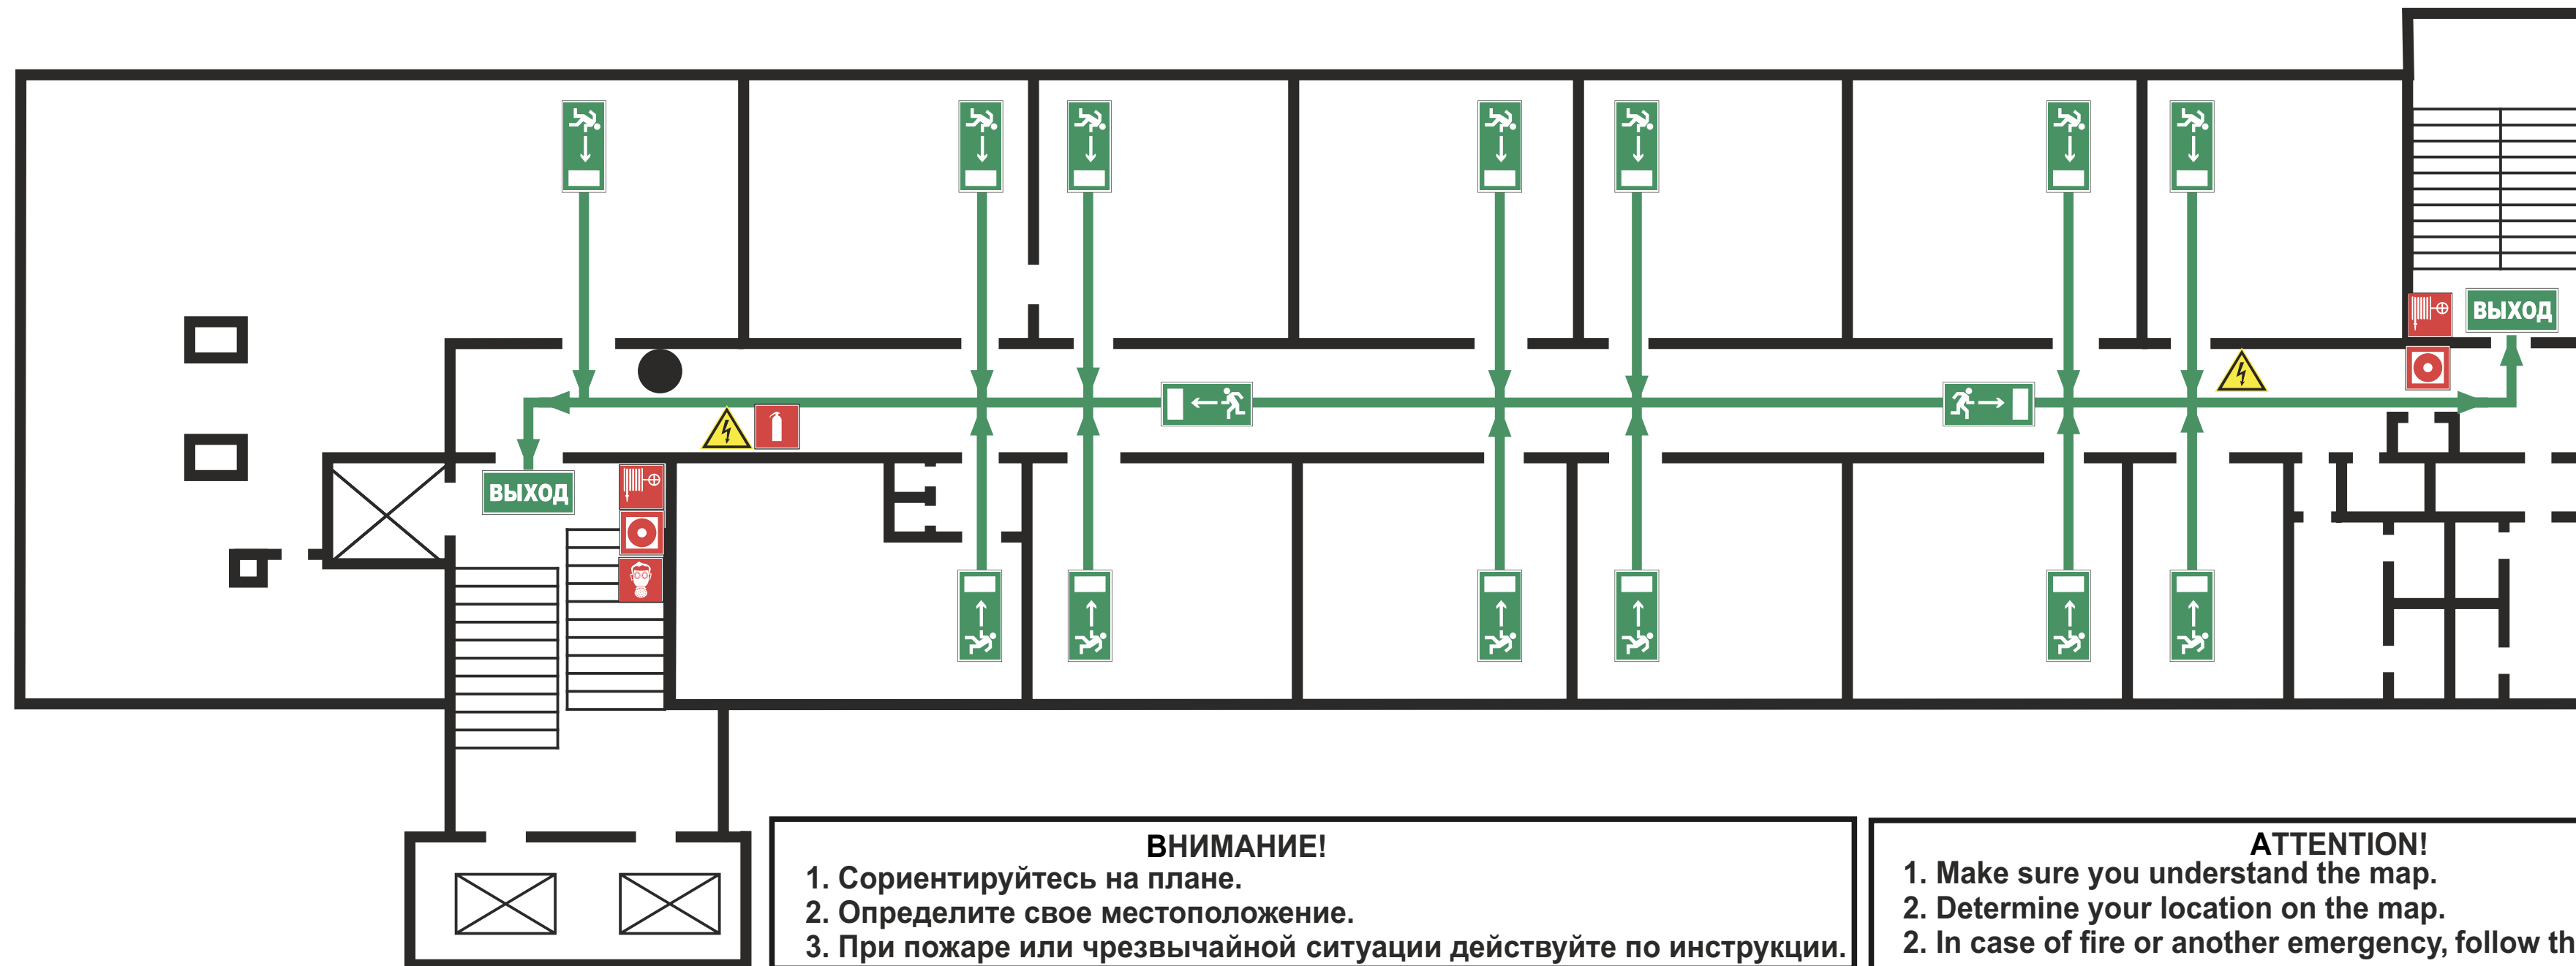 ВЫХОД
ВЫХОД
ВНИМАНИЕ!
1. Сориентируйтесь на плане.
2. Определите свое местоположение.
3. При пожаре или чрезвычайной ситуации действуйте по инструкции.
ATTENTION!
1. Make sure you understand the map.
2. Determine your location on the map.
2. In case of fire or another emergency, follow th